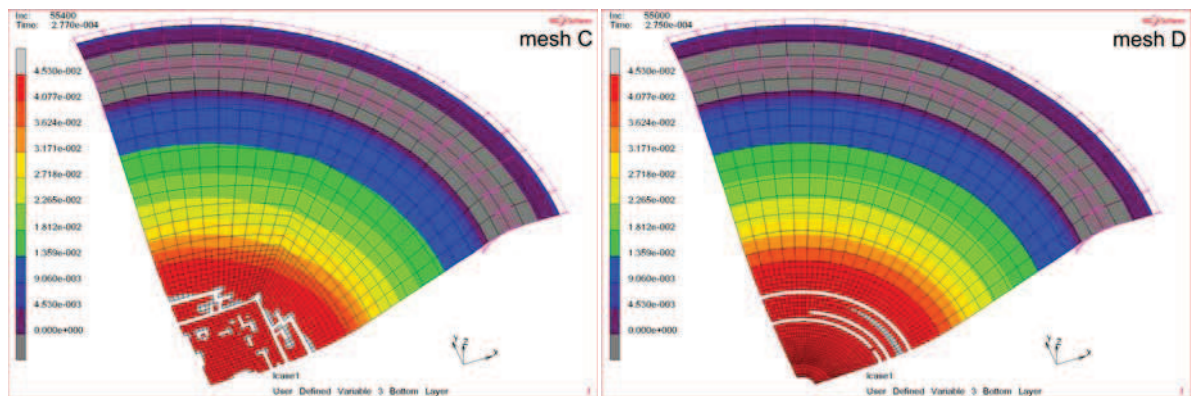 Inc: 55400
Time: 2.770e-004
mesh C
4.530e-002
4.077e-002
3.624e-002
3.171e-002
2.718e-002
2.265e-002
1.812e-002
1.359e-002
9.060e-003
4.530e-003
0.000e+000
Y
Z
X
lcase1
User Defined Variable 3 Bottom Layer
1
Inc: 55000
Time: 2.750e-004
mesh D
4.530e-002
4.077e-002
3.624e-002
3.171e-002
2.718e-002
2.265e-002
1.812e-002
1.359e-002
9.060e-003
4.530e-003
0.000e+000
Y
Z
X
lcase1
User Defined Variable 3 Bottom Layer
1